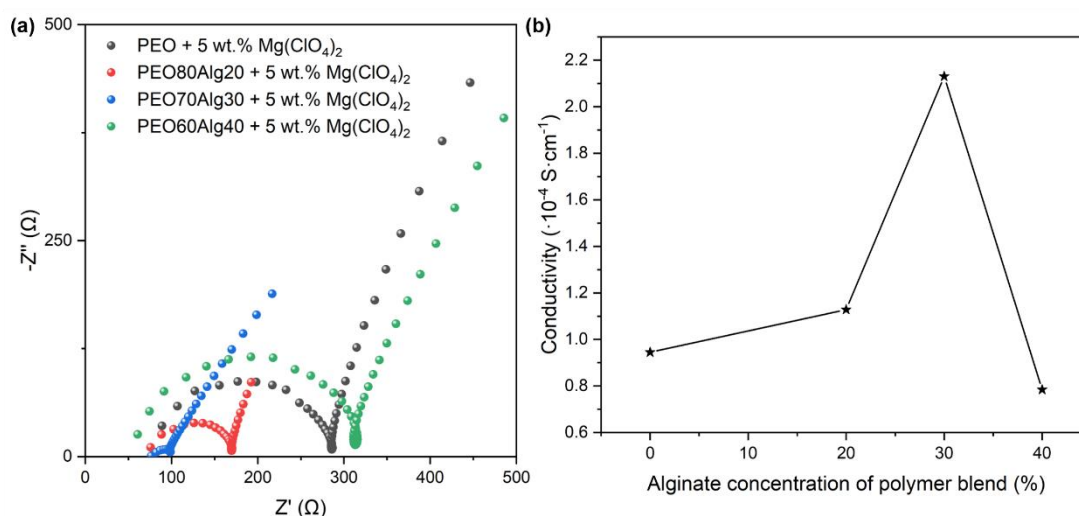 (a)
500
250
0
-Z'' (Ω)
PEO + 5 wt.% Mg(ClO₄)₂
PEO80Alg20 + 5 wt.% Mg(ClO₄)₂
PEO70Alg30 + 5 wt.% Mg(ClO₄)₂
PEO60Alg40 + 5 wt.% Mg(ClO₄)₂
0 100 200 300 400 500
Z' (Ω)
(b)
2.2
2.0
1.8
1.6
1.4
1.2
1.0
0.8
0.6
Conductivity (·10⁻⁴ S·cm⁻¹)
0 10 20 30 40
Alginate concentration of polymer blend (%)